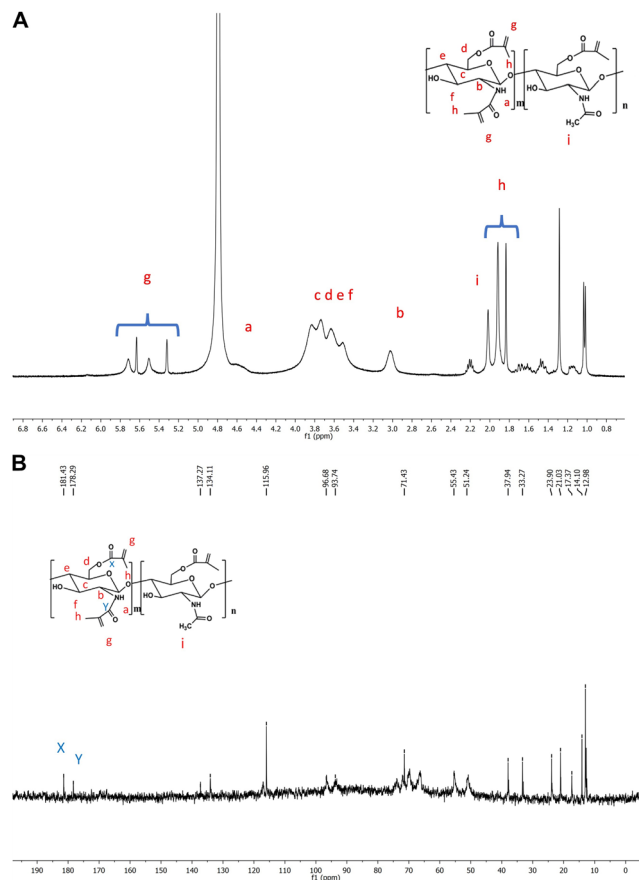 A
g
d
O
O
e
h
O
O
O
O
O
O
c
HO
b
O
HO
O
NH
a
m
NH
n
f
h
O
H₃C
O
g
i
h
g
i
c d e f
b
a
6.8 6.6 6.4 6.2 6.0 5.8 5.6 5.4 5.2 5.0 4.8 4.6 4.4 4.2 4.0 3.8 3.6 3.4 3.2 3.0 2.8 2.6 2.4 2.2 2.0 1.8 1.6 1.4 1.2 1.0 0.8
f1 (ppm)
B
181.43 178.29 137.27 134.11 115.96 96.68 93.74 71.43 55.43 51.24 37.94 33.27 23.90 21.03 17.37 14.10 12.98
g
d
O
O
X
e
h
O
O
O
O
O
O
c
HO
b
O
HO
O
NH
a
m
NH
n
f
Y
h
O
H₃C
O
g
i
X
Y
190 180 170 160 150 140 130 120 110 100 90 80 70 60 50 40 30 20 10 0
f1 (ppm)